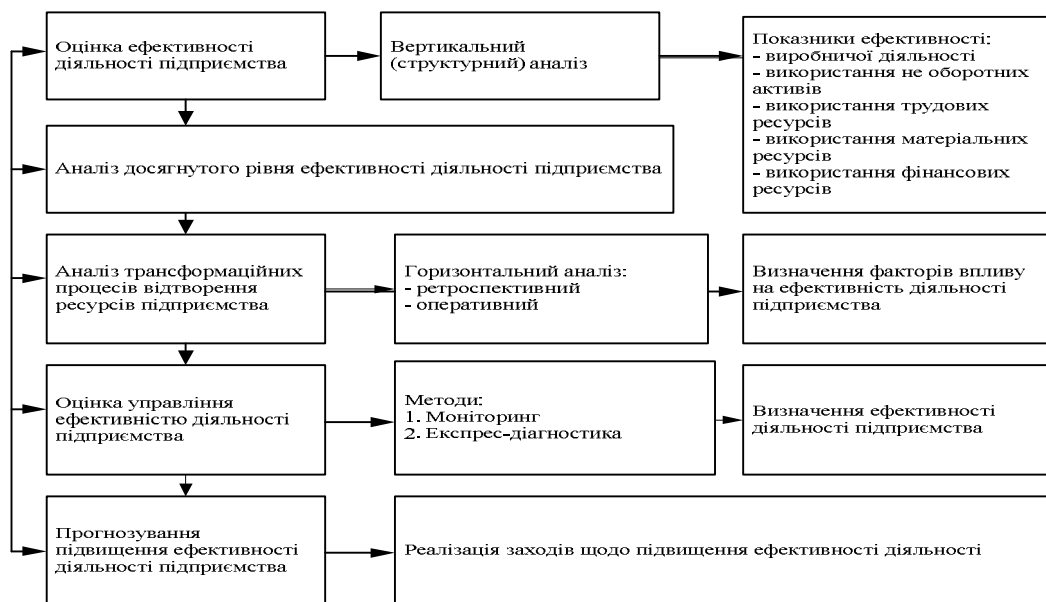 Оцінка ефективності
діяльності підприємства
Вертикальний
(структурний) аналіз
Показники ефективності:
- виробничої діяльності
- використання не оборотних
активів
- використання трудових
ресурсів
- використання матеріальних
ресурсів
- використання фінансових
ресурсів
Аналіз досягнутого рівня ефективності діяльності підприємства
Аналіз трансформаційних
процесів відтворення
ресурсів підприємства
Горизонтальний аналіз:
- ретроспективний
- оперативний
Визначення факторів впливу
на ефективність діяльності
підприємства
Оцінка управління
ефективністю діяльності
підприємства
Методи:
1. Моніторинг
2. Експрес-діагностика
Визначення ефективності
діяльності підприємства
Прогнозування
підвищення ефективності
діяльності підприємства
Реалізація заходів щодо підвищення ефективності діяльності